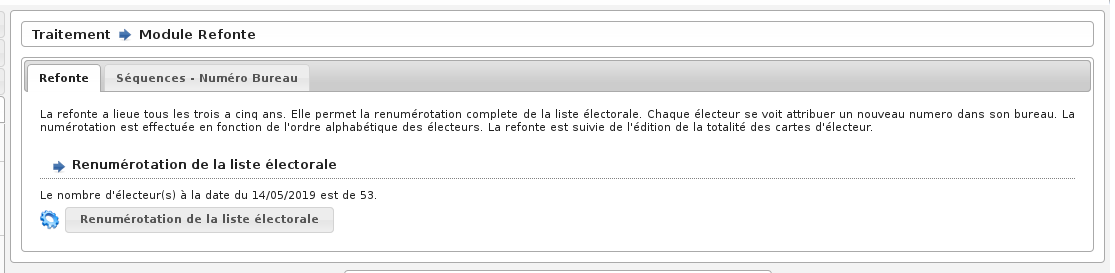 Traitement Module Refonte
Refonte Séquences - Numéro Bureau
La refonte a lieue tous les trois a cinq ans. Elle permet la renumérotation complete de la liste électorale. Chaque électeur se voit attribuer un nouveau numero dans son bureau. La
numérotation est effectuée en fonction de l'ordre alphabétique des électeurs. La refonte est suivie de l'édition de la totalité des cartes d'électeur.
Renumérotation de la liste électorale
Le nombre d'électeur(s) à la date du 14/05/2019 est de 53.
Renumérotation de la liste électorale